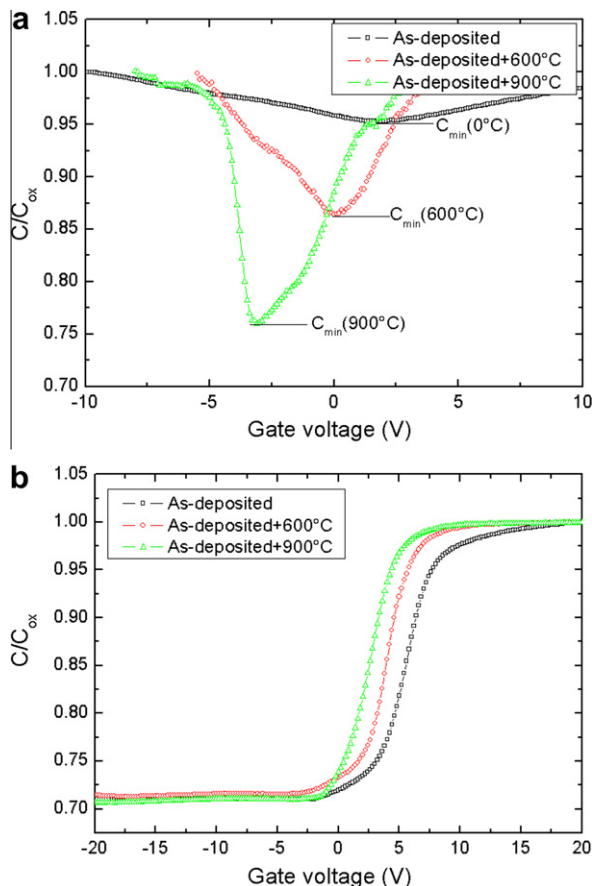 a
As-deposited
As-deposited+600°C
As-deposited+900°C
1.05
1.00
0.95
0.90
0.85
0.80
0.75
0.70
C/Cox
Cmin(0°C)
Cmin(600°C)
Cmin(900°C)
-10 -5 0 5 10
Gate voltage (V)
b
As-deposited
As-deposited+600°C
As-deposited+900°C
1.05
1.00
0.95
0.90
0.85
0.80
0.75
0.70
C/Cox
-20 -15 -10 -5 0 5 10 15 20
Gate voltage (V)